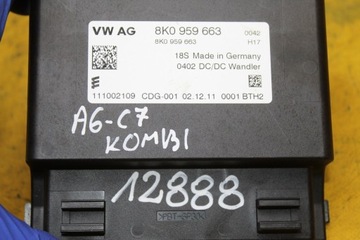 VW AG 8K0 959 663 0042
8K0 959 663 H17
18S Made in Germany
0402 DC/DC Wandler
111002109 CDG-001 02.12.11 0001 BTH2
A6-C7
KOMBI
12888